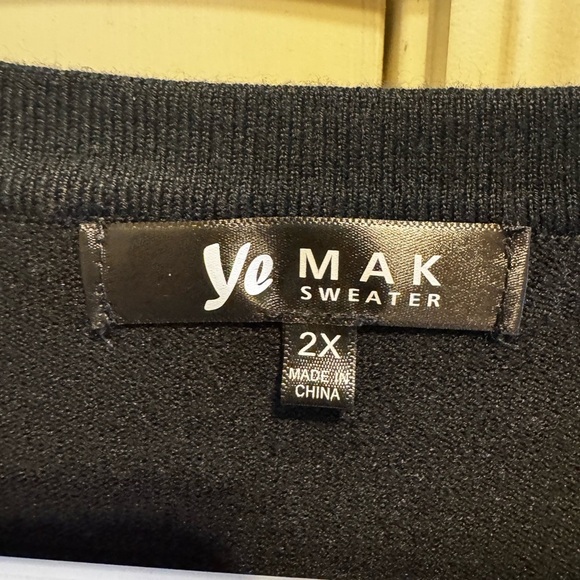 Ye MAK
SWEATER
2X
MADE IN
CHINA